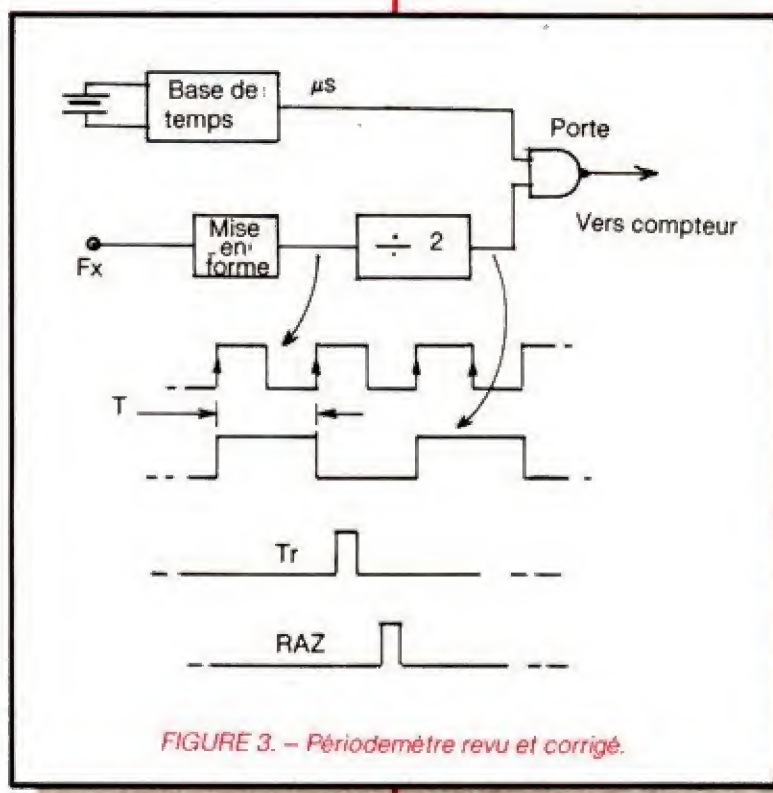 Base de
temps
µs
Porte
Vers compteur
Fx
Mise
en
forme
÷ 2
T
Tr
RAZ
FIGURE 3. – Périodemètre revu et corrigé.